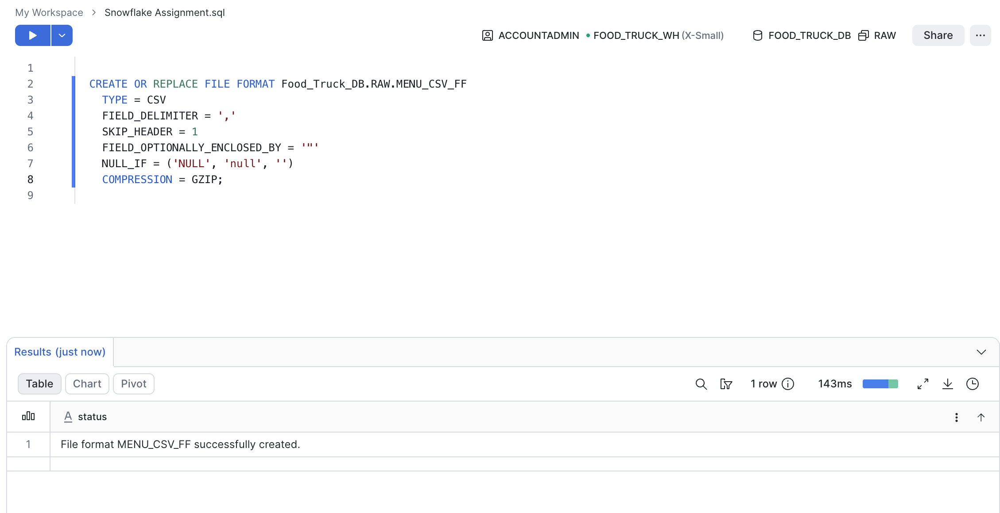 My Workspace > Snowflake Assignment.sql
ACCOUNTADMIN FOOD_TRUCK_WH (X-Small) FOOD_TRUCK_DB RAW Share
1
2 CREATE OR REPLACE FILE FORMAT Food_Truck_DB.RAW.MENU_CSV_FF
3 TYPE = CSV
4 FIELD_DELIMITER = ','
5 SKIP_HEADER = 1
6 FIELD_OPTIONALLY_ENCLOSED_BY = '"'
7 NULL_IF = ('NULL', 'null', '')
8 COMPRESSION = GZIP;
9
Results (just now)
Table Chart Pivot 1 row 143ms
A status
1 File format MENU_CSV_FF successfully created.